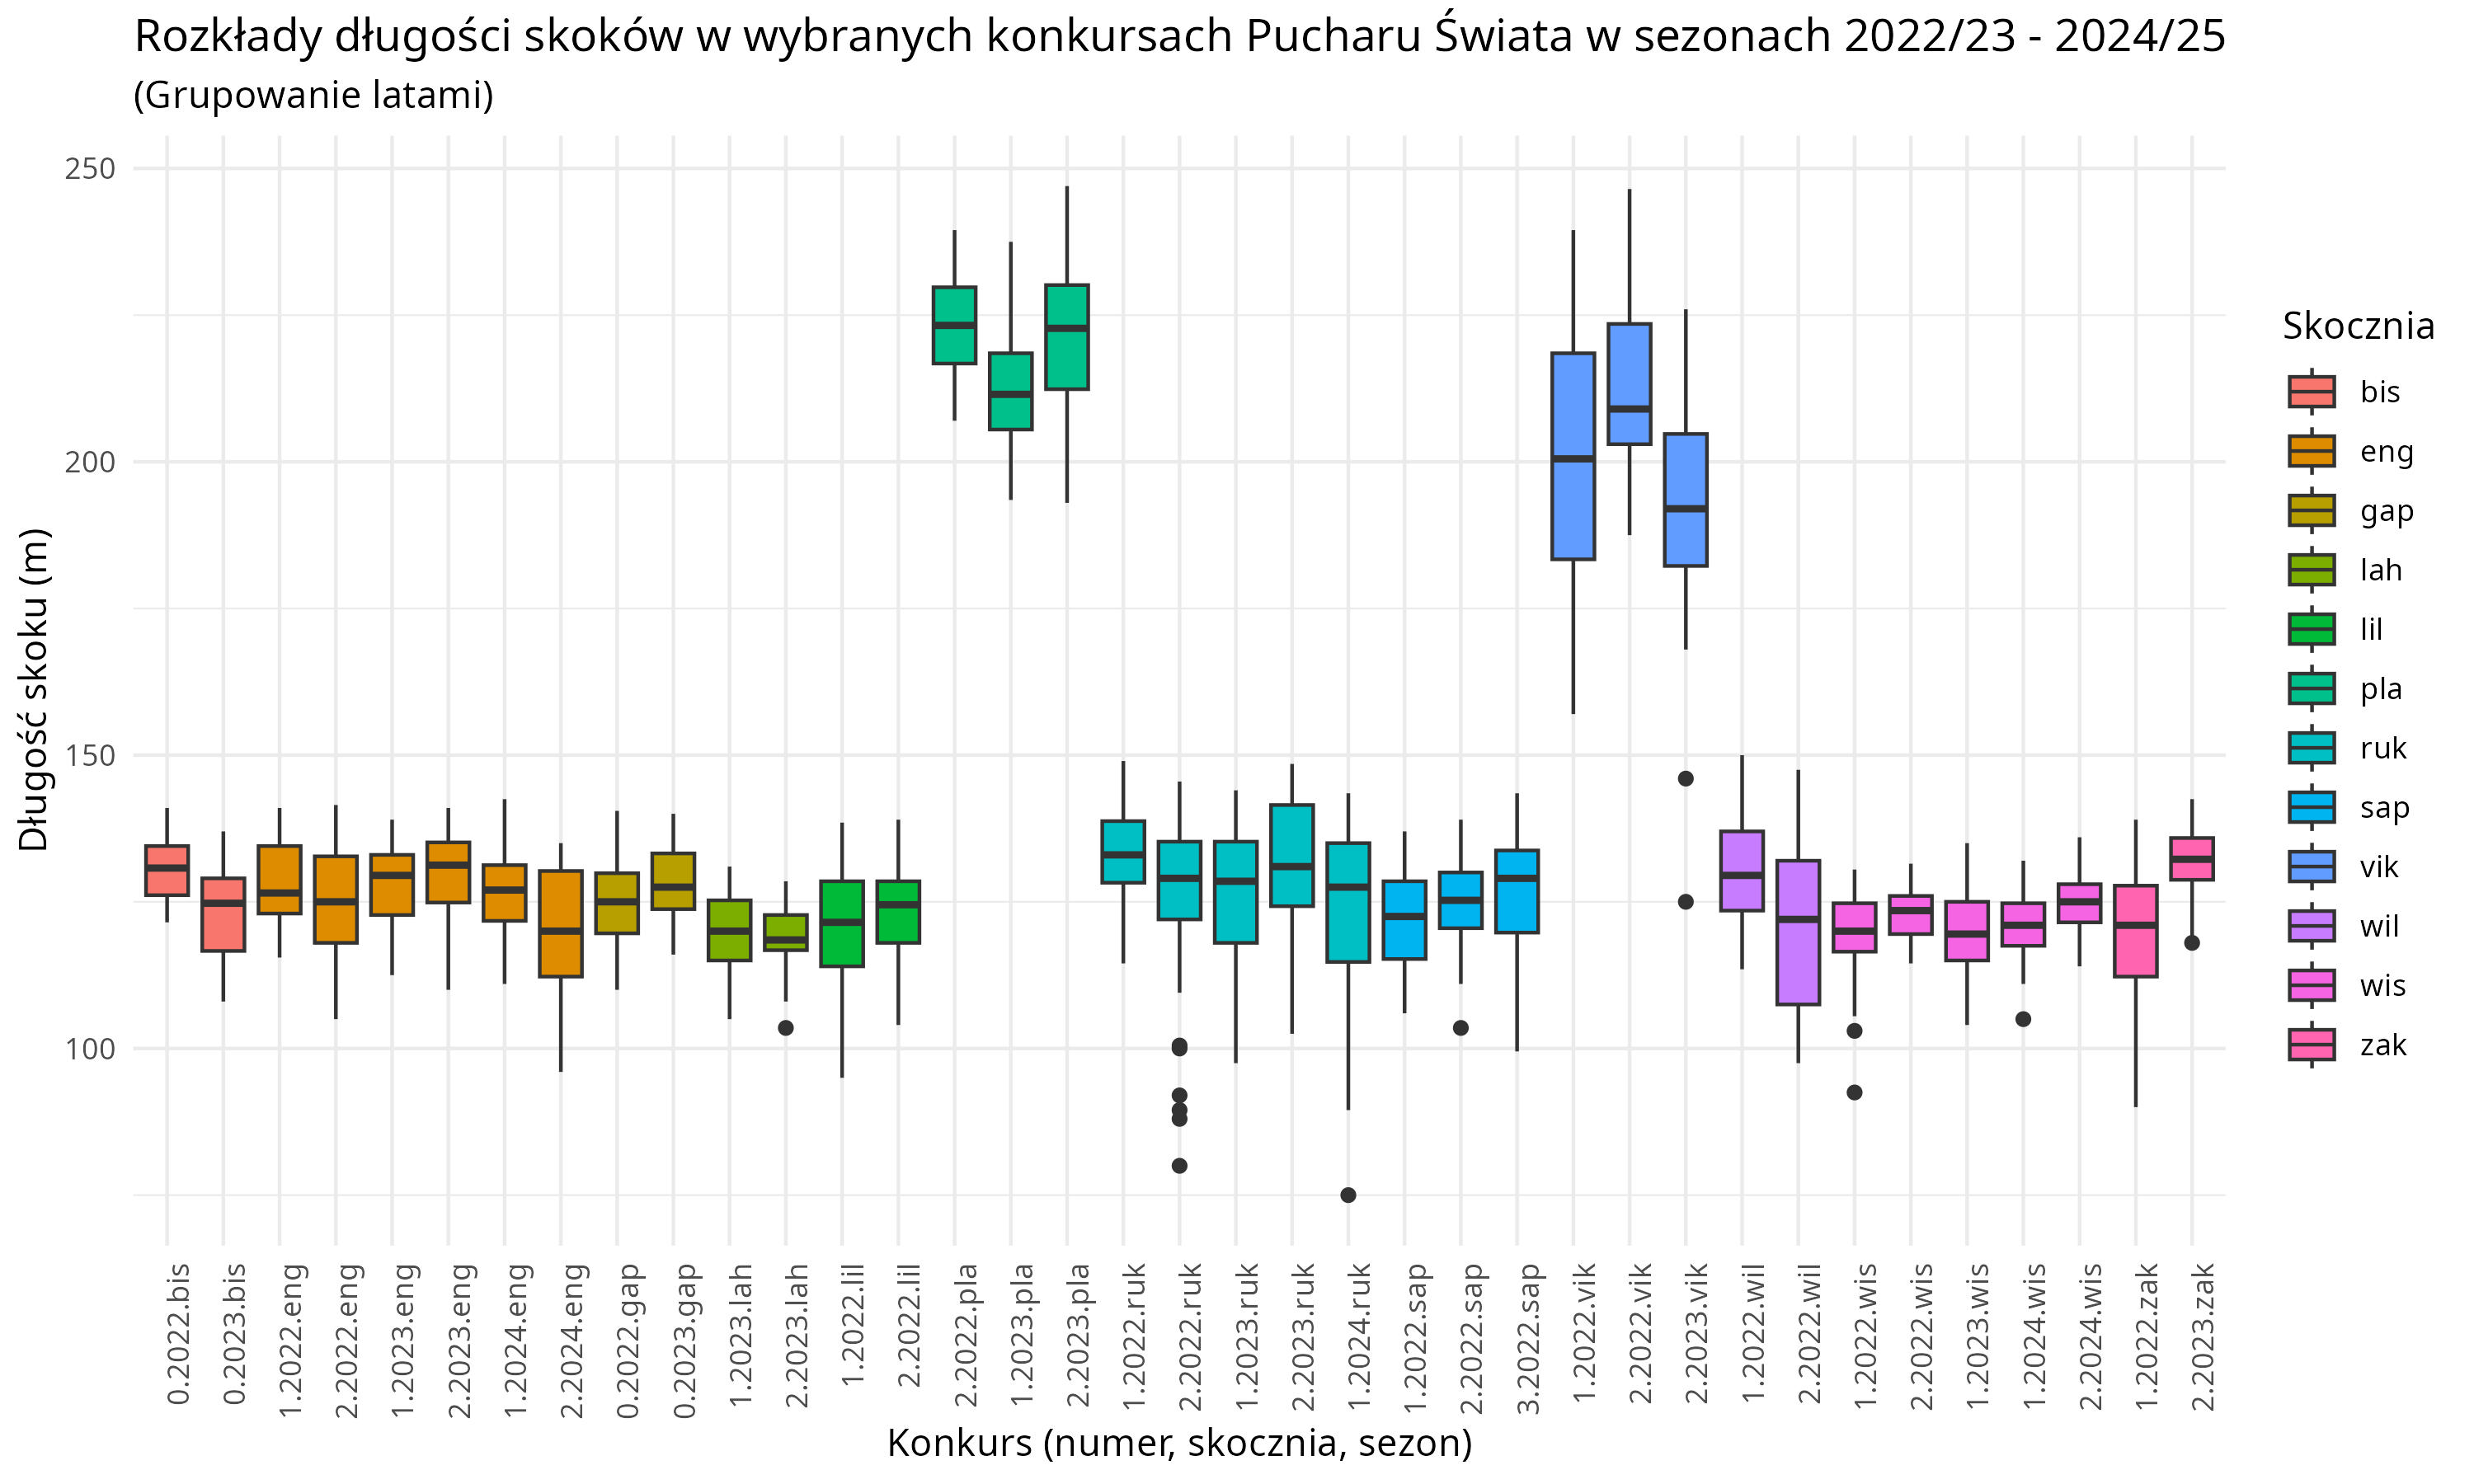 Rozkłady długości skoków w wybranych konkursach Pucharu Świata w sezonach 2022/23 - 2024/25
(Grupowanie latami)
Długość skoku (m)
250
200
150
100
0.2022.bis
0.2023.bis
1.2022.eng
2.2022.eng
1.2023.eng
2.2023.eng
1.2024.eng
2.2024.eng
0.2022.gap
0.2023.gap
1.2023.lah
2.2023.lah
1.2022.lil
2.2022.lil
2.2022.pla
1.2023.pla
2.2023.pla
1.2022.ruk
2.2022.ruk
1.2023.ruk
2.2023.ruk
1.2024.ruk
1.2022.sap
2.2022.sap
3.2022.sap
1.2022.vik
2.2022.vik
2.2023.vik
1.2022.wil
2.2022.wil
1.2022.wis
2.2022.wis
1.2023.wis
1.2024.wis
2.2024.wis
1.2022.zak
2.2023.zak
Konkurs (numer, skocznia, sezon)
Skocznia
bis
eng
gap
lah
lil
pla
ruk
sap
vik
wil
wis
zak